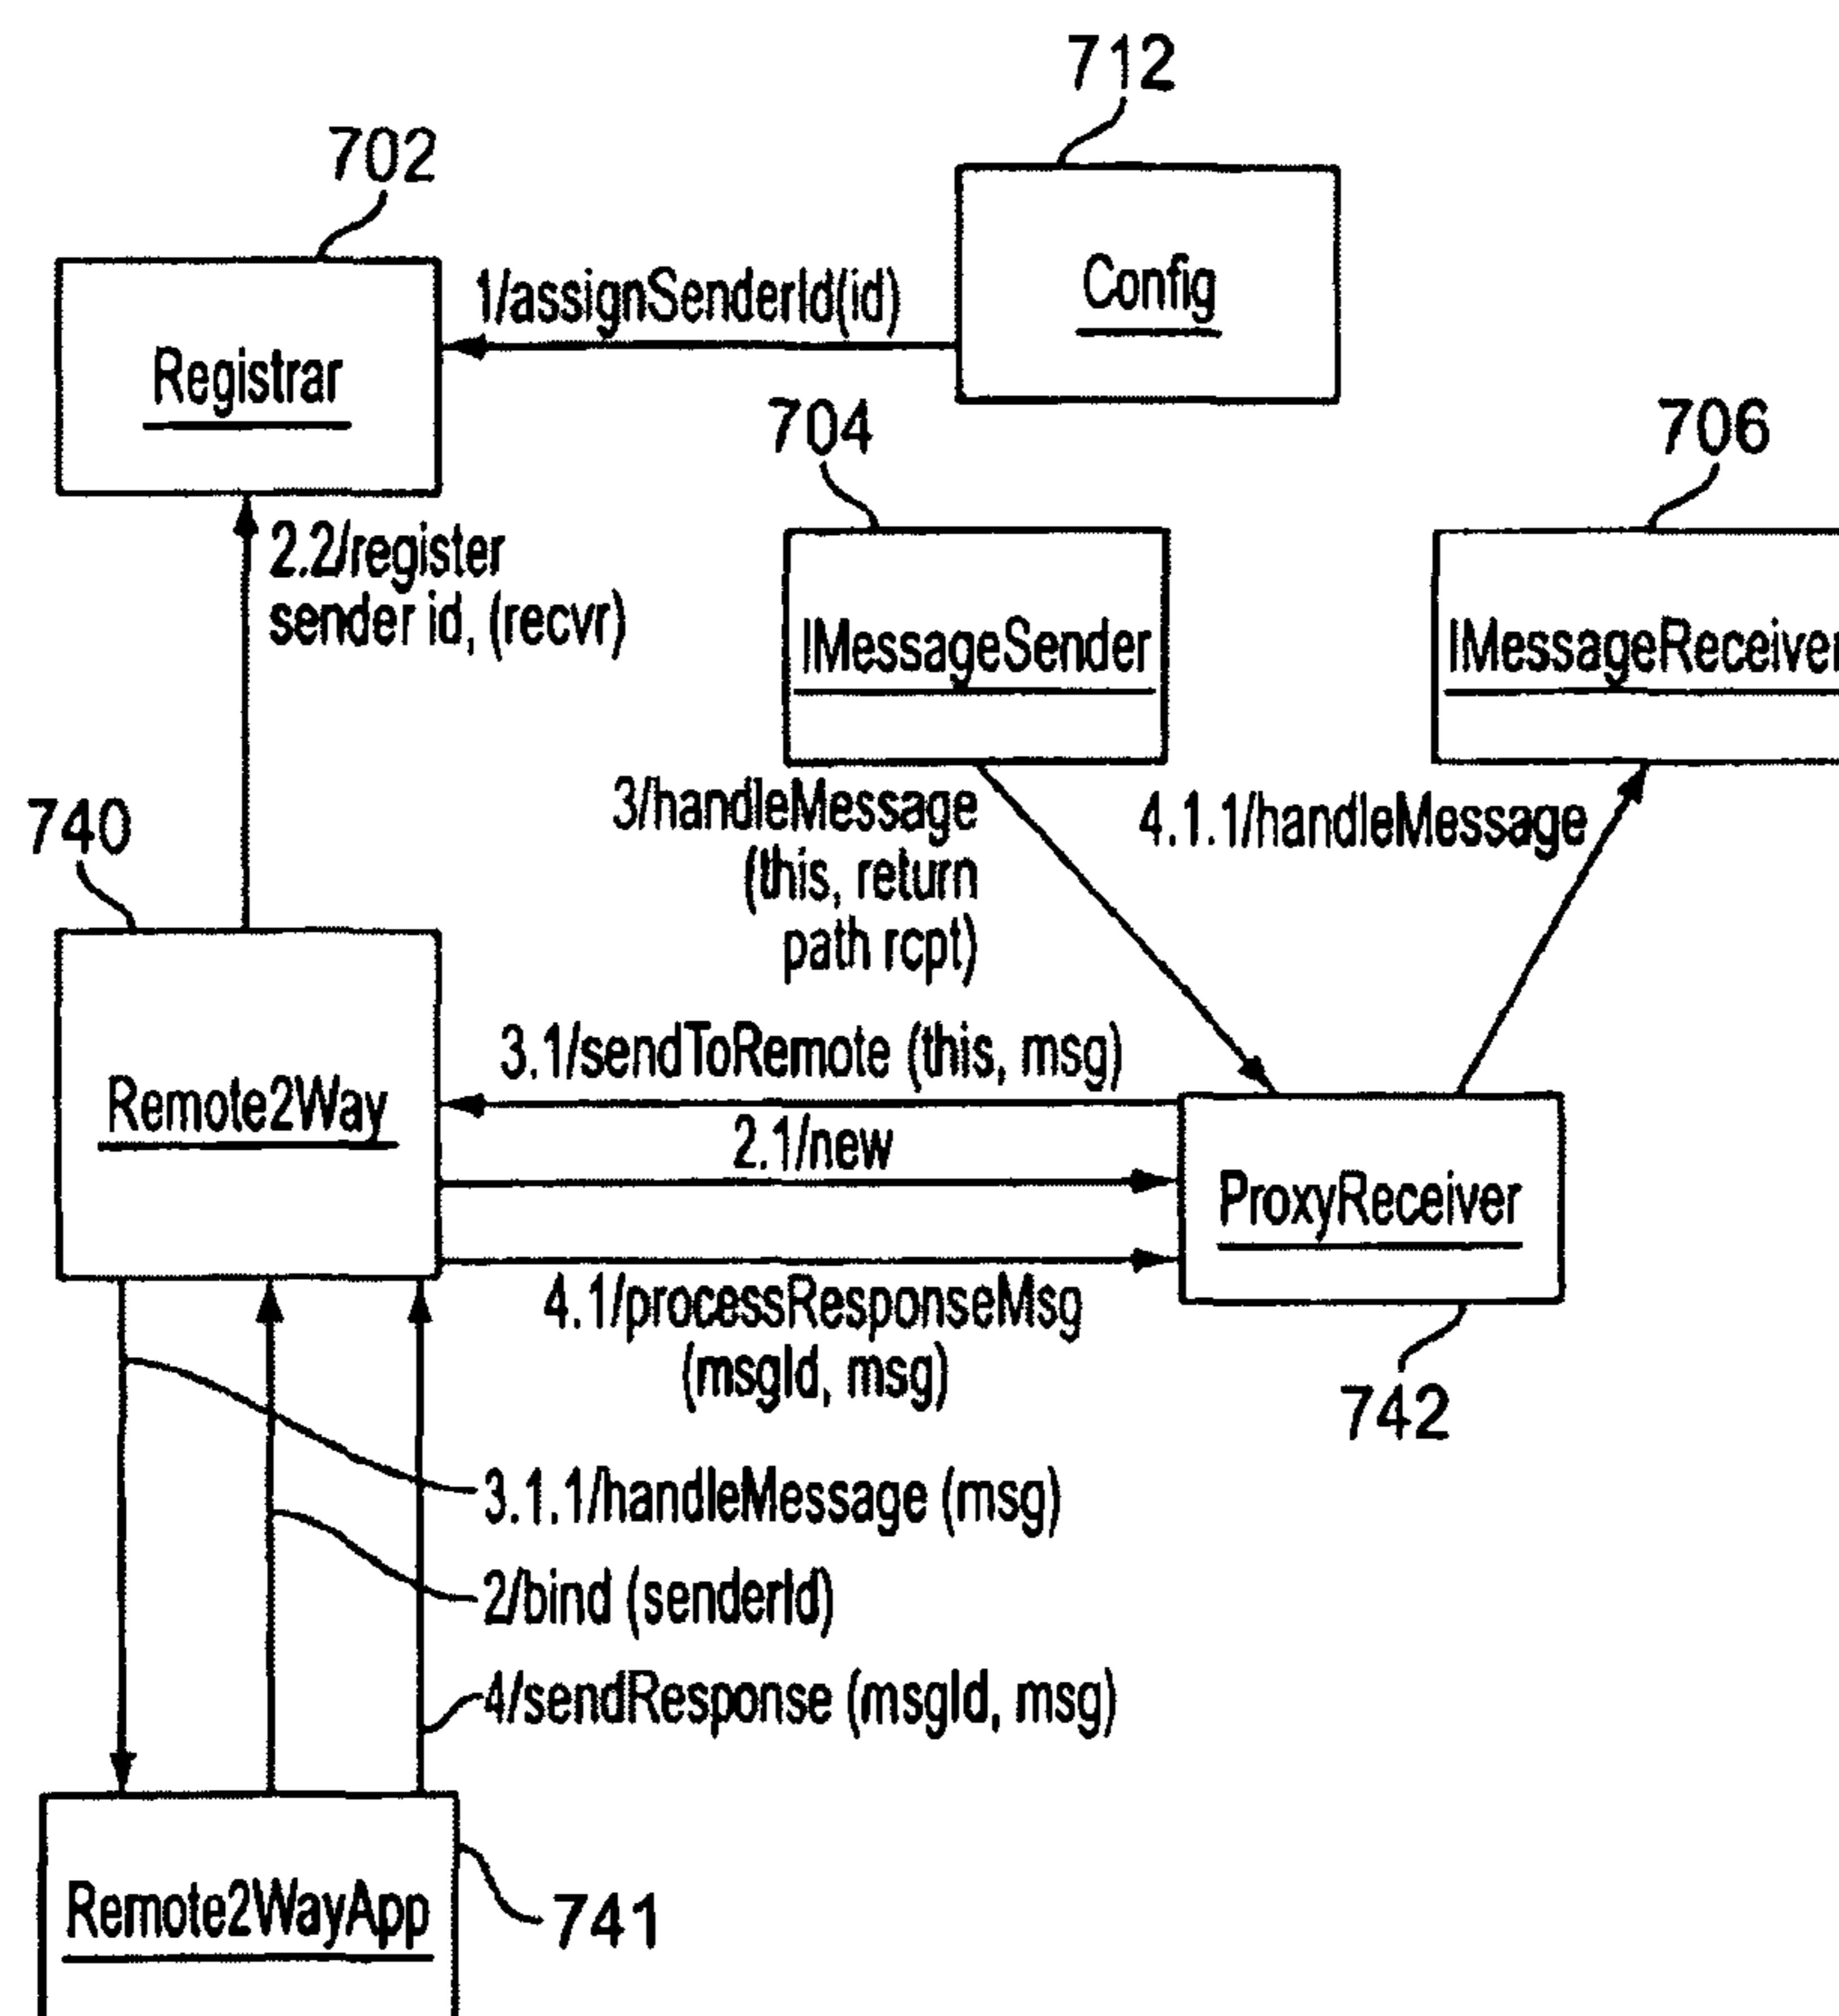 712
702
Config
1/assignSenderId(id)
Registrar
704
706
2.2/register
sender id, (recvr)
IMessageSender
IMessageReceiver
3/handleMessage
(this, return
path rcpt)
4.1.1/handleMessage
740
3.1/sendToRemote (this, msg)
Remote2Way
2.1/new
ProxyReceiver
4.1/processResponseMsg
(msgId, msg)
742
3.1.1/handleMessage (msg)
2/bind (senderId)
4/sendResponse (msgId, msg)
Remote2WayApp
741